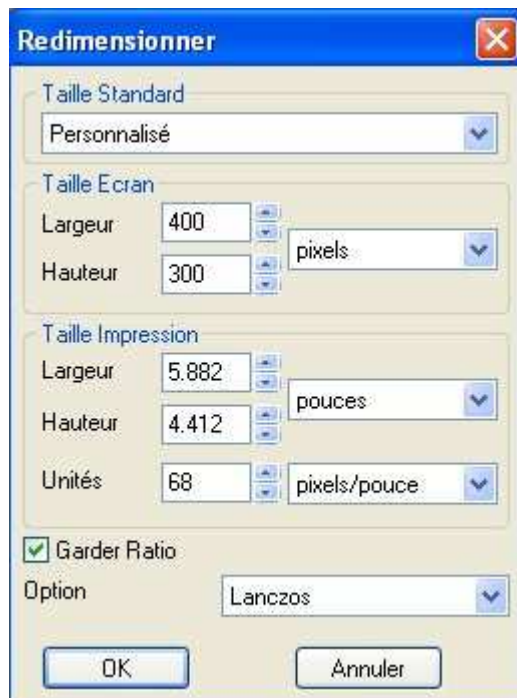 Redimensionner
Taille Standard
Personnalisé
Taille Ecran
Largeur 400
pixels
Hauteur 300
Taille Impression
Largeur 5.882
pouces
Hauteur 4.412
Unités 68 pixels/pouce
Garder Ratio
Option Lanczos
OK Annuler